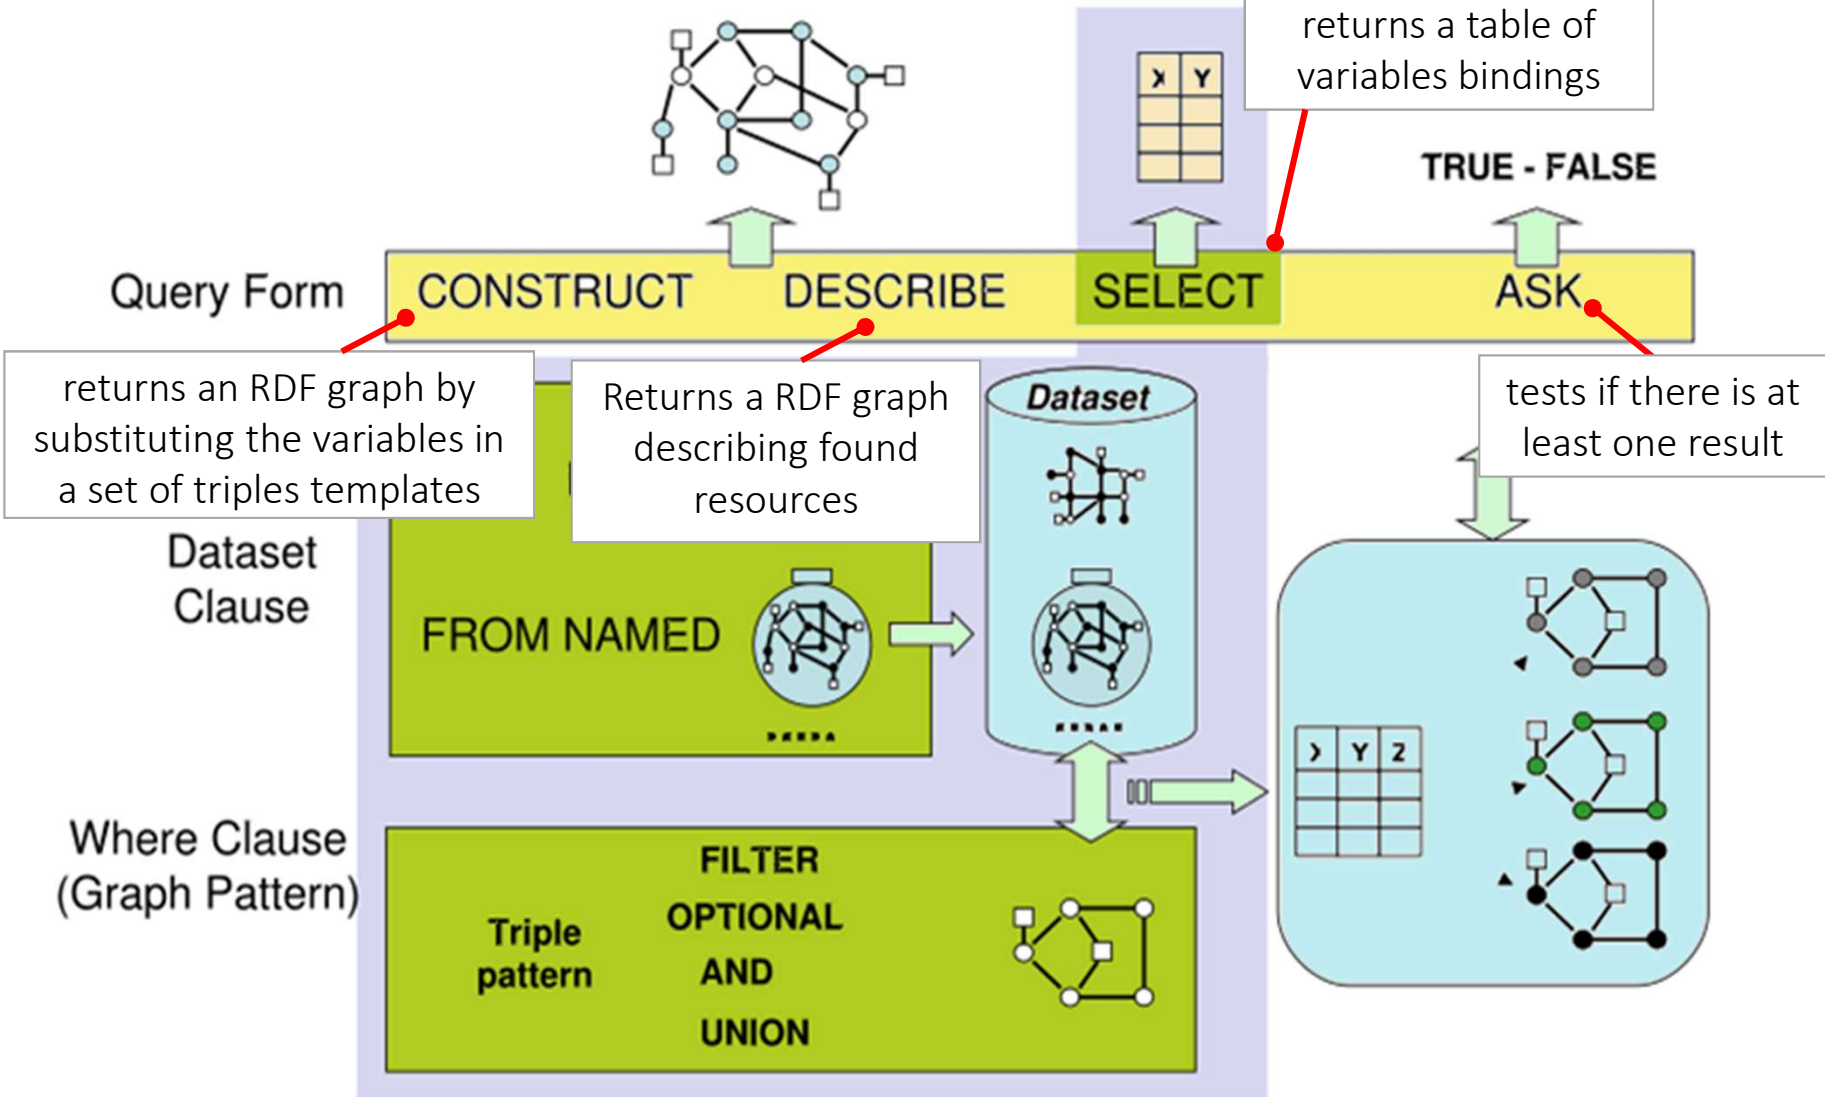 returns a table of
variables bindings
X Y
TRUE - FALSE
Query Form
CONSTRUCT
DESCRIBE
SELECT
ASK
returns an RDF graph by
substituting the variables in
a set of triples templates
Returns a RDF graph
describing found
resources
Dataset
tests if there is at
least one result
Dataset
Clause
FROM NAMED
X Y Z
Where Clause
(Graph Pattern)
FILTER
OPTIONAL
AND
UNION
Triple
pattern